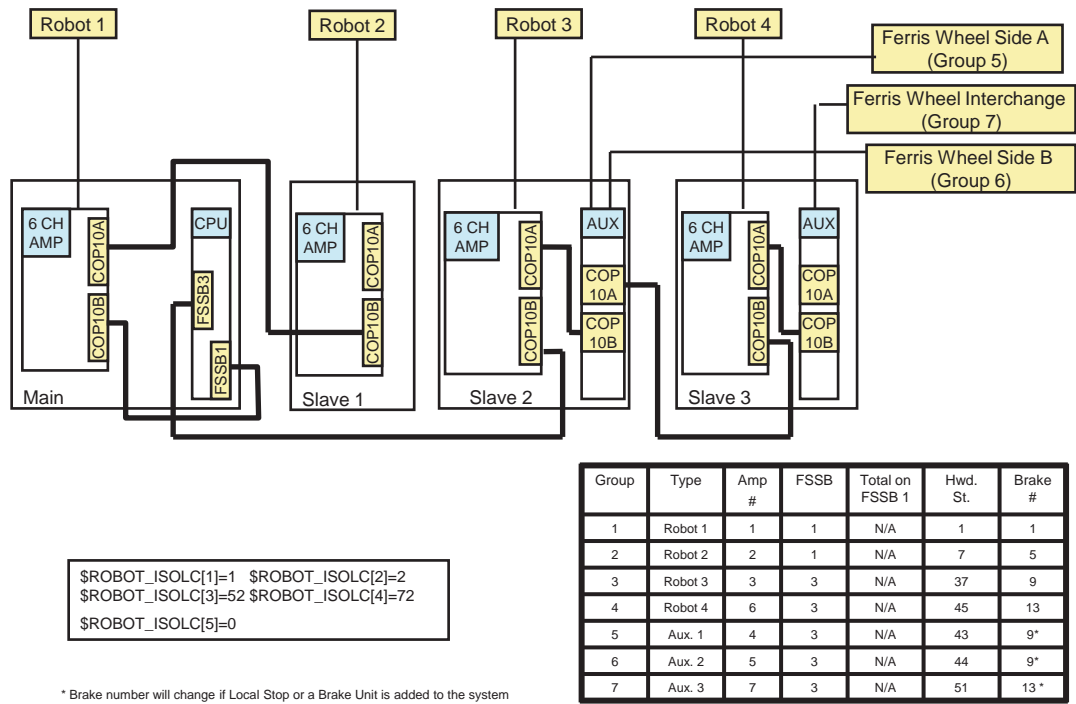 Robot 1
Robot 2
Robot 3
Robot 4
Ferris Wheel Side A
(Group 5)
Ferris Wheel Interchange
(Group 7)
Ferris Wheel Side B
(Group 6)
6 CH
AMP
COP10A
COP10B
CPU
FSSB3
FSSB1
Main
6 CH
AMP
COP10A
COP10B
Slave 1
6 CH
AMP
COP10A
COP10B
AUX
COP
10A
COP
10B
Slave 2
6 CH
AMP
COP10A
COP10B
AUX
COP
10A
COP
10B
Slave 3
$ROBOT_ISOLC[1]=1 $ROBOT_ISOLC[2]=2
$ROBOT_ISOLC[3]=52 $ROBOT_ISOLC[4]=72
$ROBOT_ISOLC[5]=0
Group Type Amp # FSSB Total on FSSB 1 Hwd. St. Brake #
1 Robot 1 1 1 N/A 1 1
2 Robot 2 2 1 N/A 7 5
3 Robot 3 3 3 N/A 37 9
4 Robot 4 6 3 N/A 45 13
5 Aux. 1 4 3 N/A 43 9*
6 Aux. 2 5 3 N/A 44 9*
7 Aux. 3 7 3 N/A 51 13 *
* Brake number will change if Local Stop or a Brake Unit is added to the system